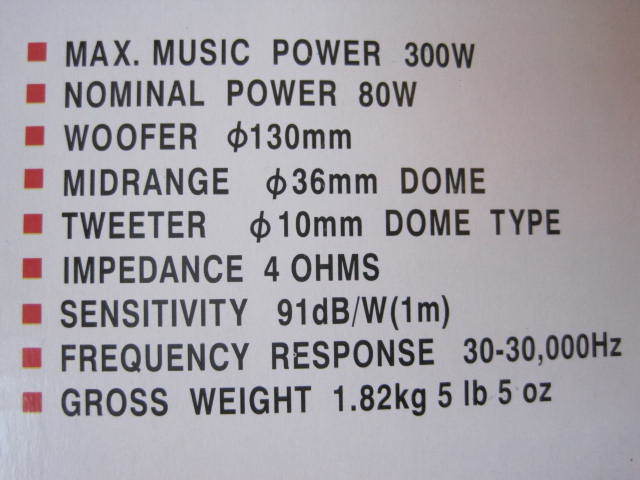 MAX. MUSIC POWER 300W
NOMINAL POWER 80W
WOOFER ϕ130mm
MIDRANGE ϕ36mm DOME
TWEETER ϕ10mm DOME TYPE
IMPEDANCE 4 OHMS
SENSITIVITY 91dB/W(1m)
FREQUENCY RESPONSE 30-30,000Hz
GROSS WEIGHT 1.82kg 5 lb 5 oz